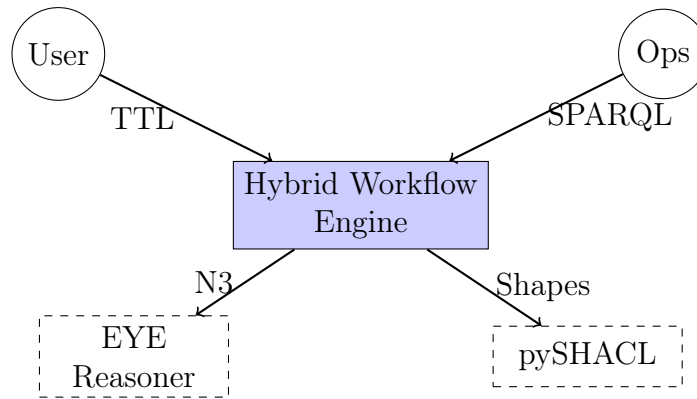 User
Ops
TTL
SPARQL
Hybrid Workflow
Engine
N3
Shapes
EYE
Reasoner
pySHACL